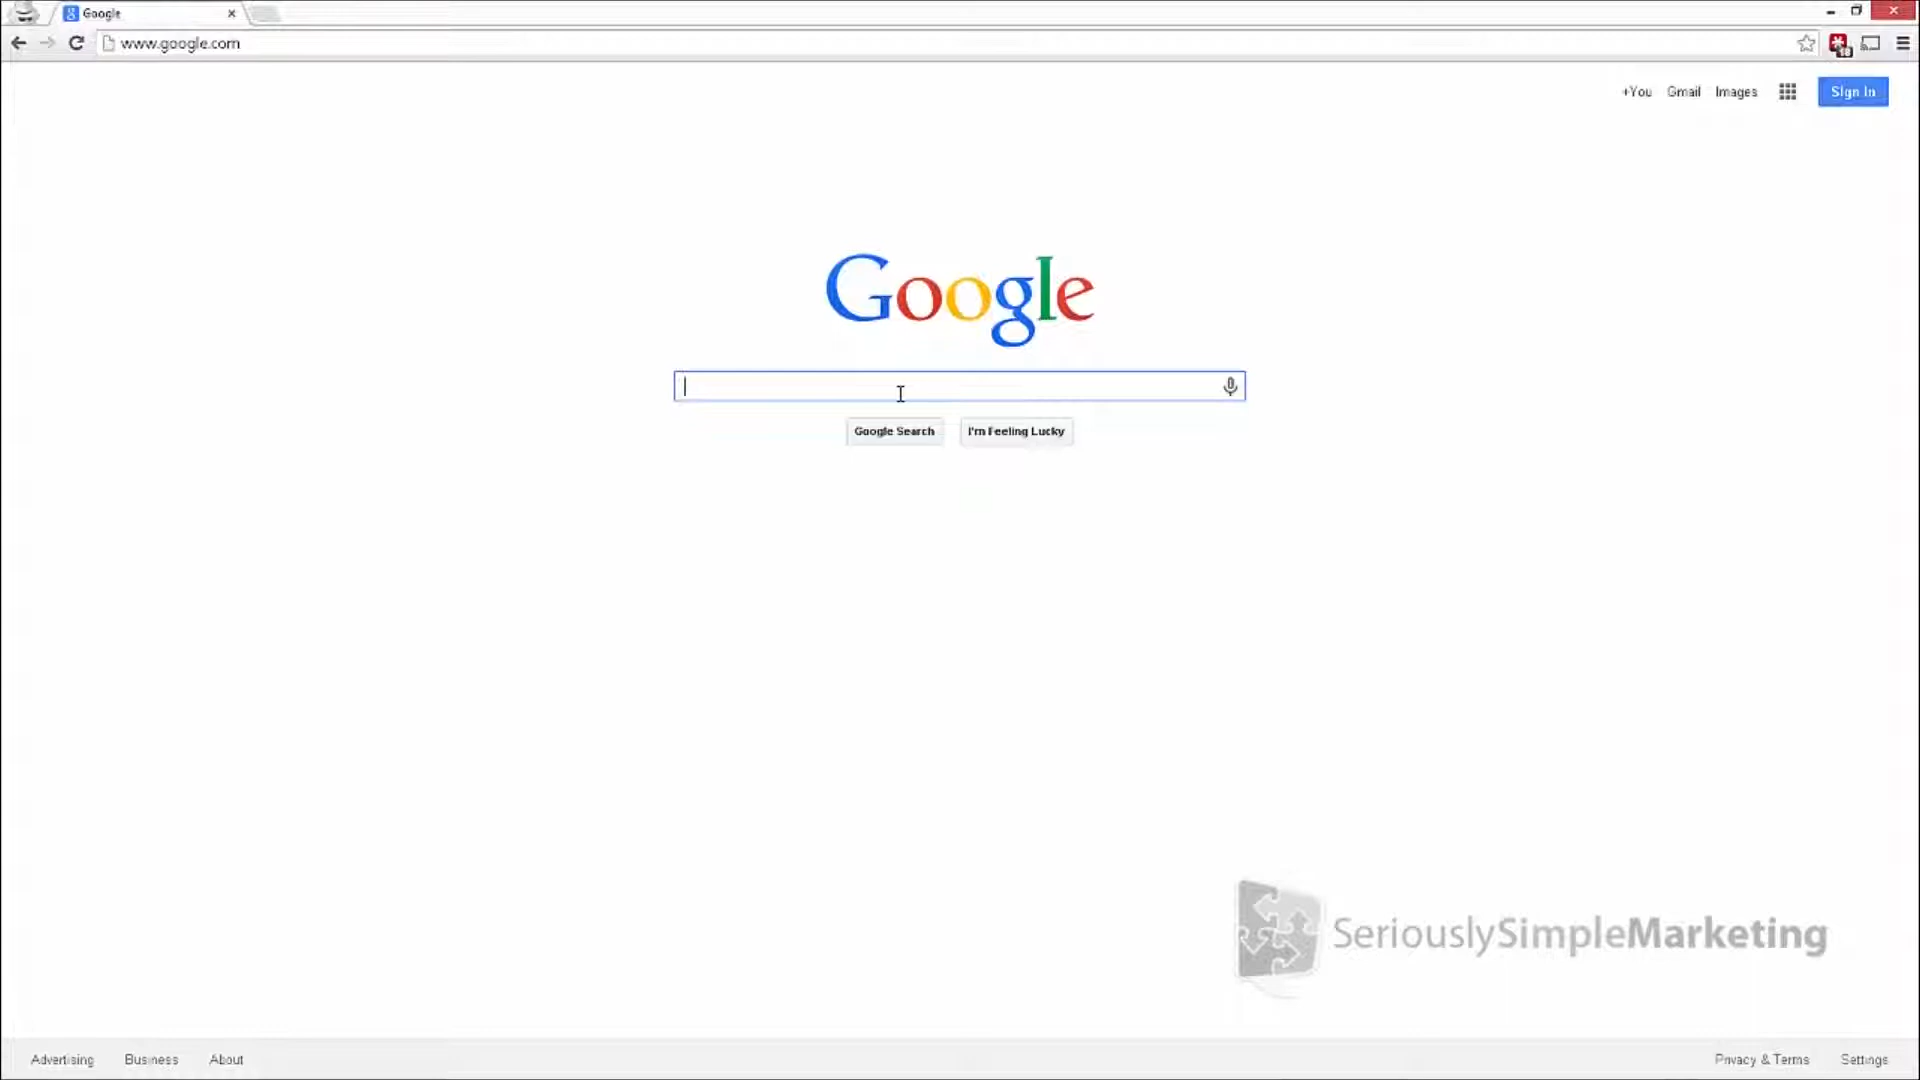 Google
www.google.com
+You Gmail Images Sign in
Google
Google Search I'm Feeling Lucky
SeriouslySimpleMarketing
Advertising Business About Privacy & Terms Settings